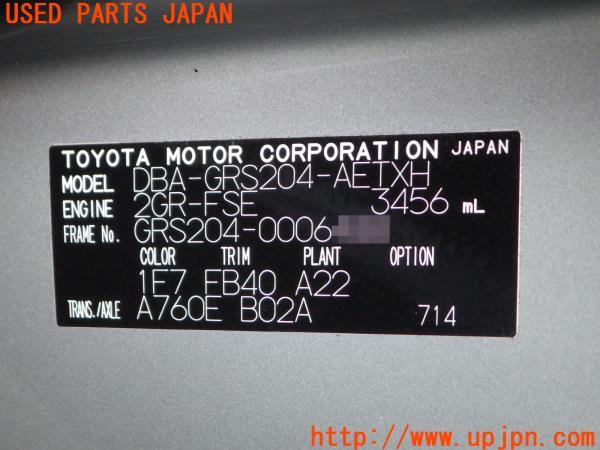 USED PARTS JAPAN
TOYOTA MOTOR CORPORATION JAPAN
MODEL DBA-GRS204-AETXH
ENGINE 2GR-FSE 3456 mL
FRAME No. GRS204-0006
COLOR TRIM PLANT OPTION
1F7 FB40 A22
TRANS./AXLE A760E B02A 714
http://www.upjpn.com